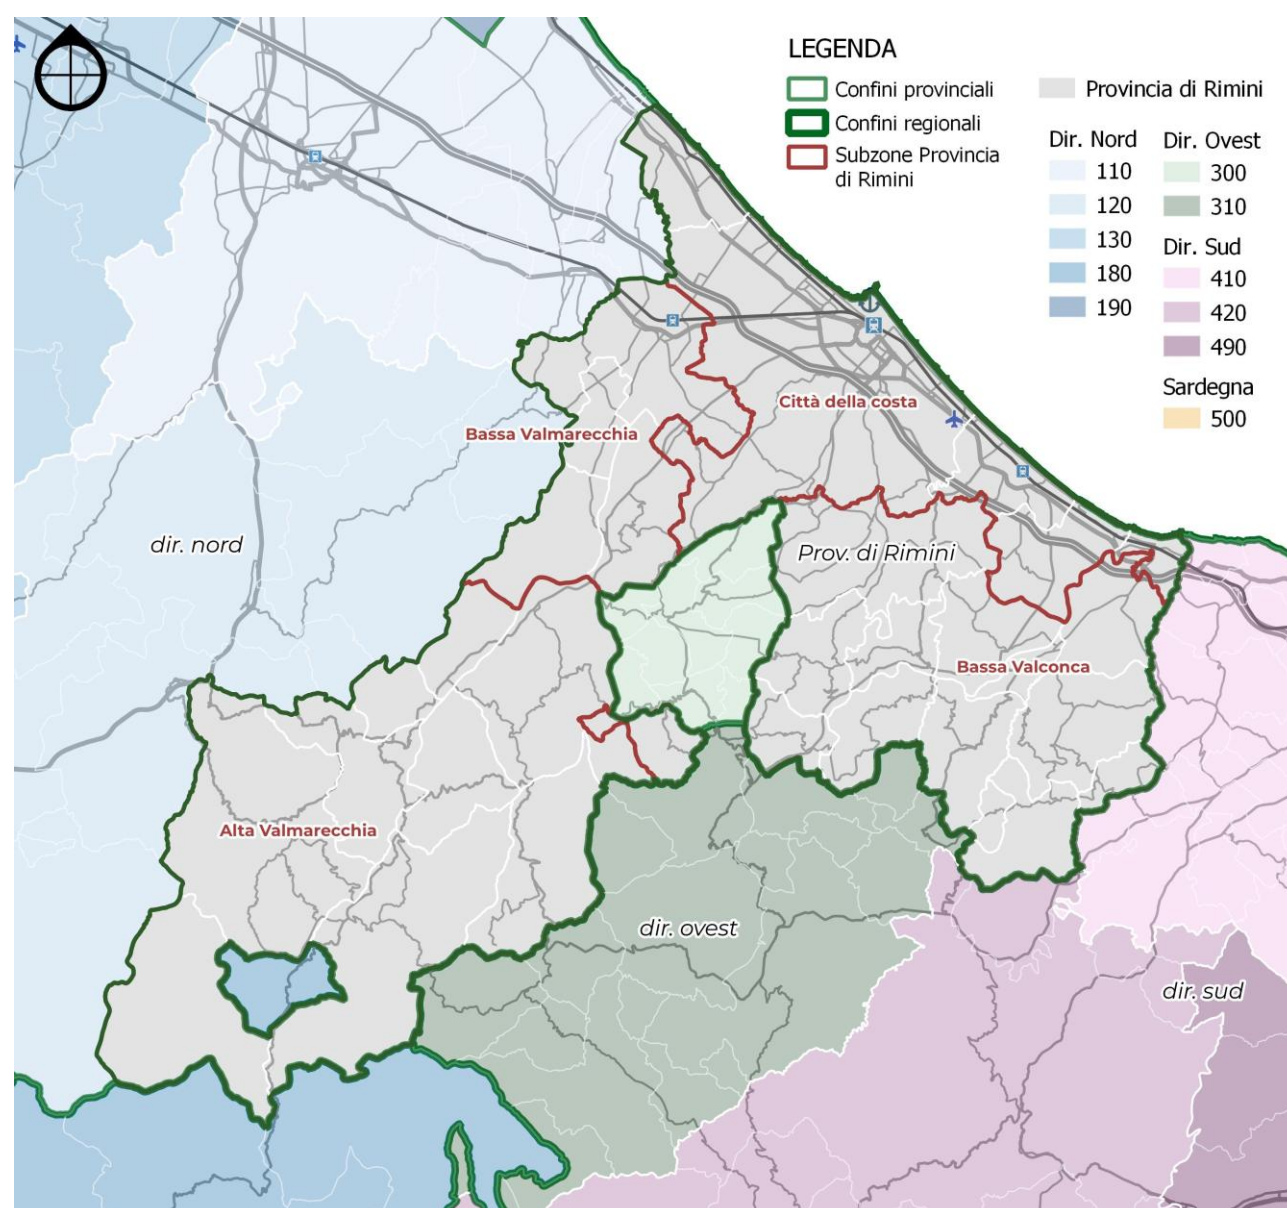 LEGENDA
Confini provinciali
Confini regionali
Subzone Provincia
di Rimini
Provincia di Rimini
Dir. Nord
110
120
130
180
190
Dir. Ovest
300
310
Dir. Sud
410
420
490
Sardegna
500
Città della costa
Bassa Valmarecchia
dir. nord
Prov. di Rimini
Bassa Valconca
Alta Valmarecchia
dir. ovest
dir. sud